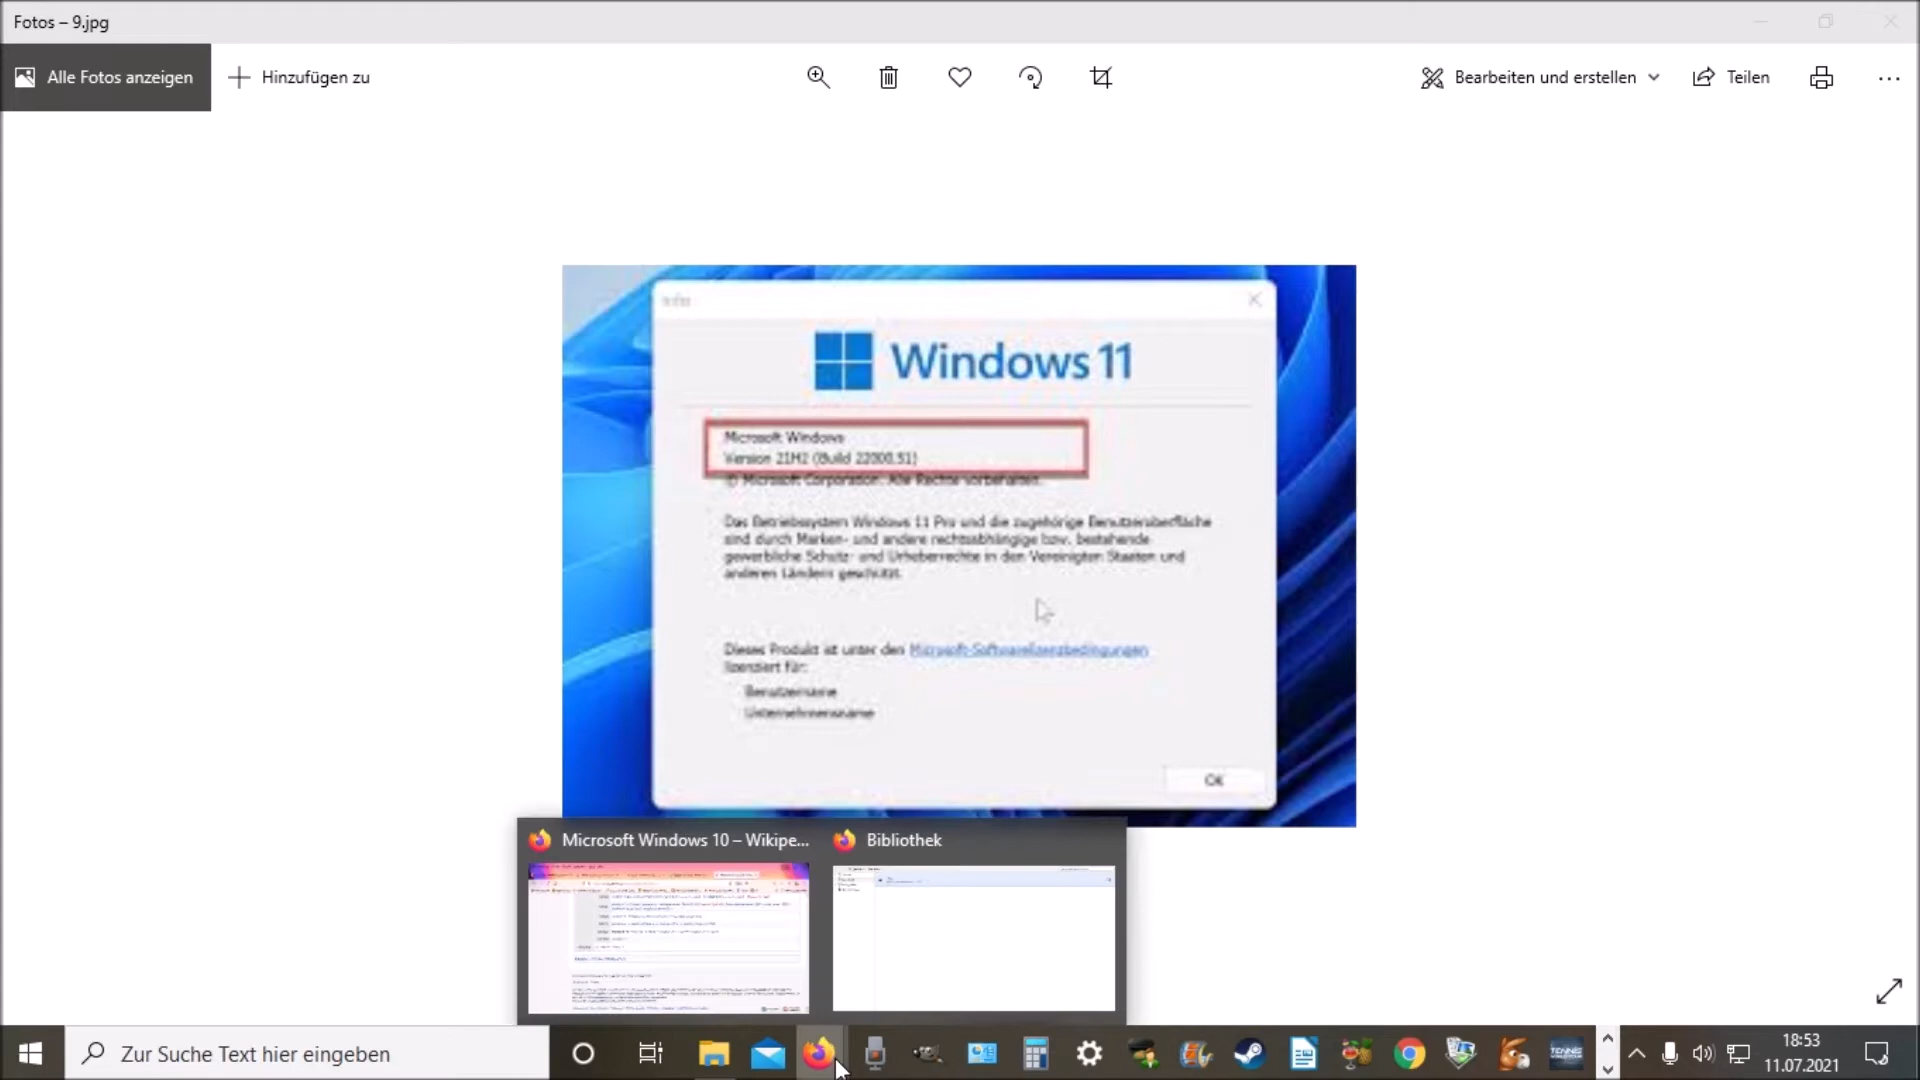 Fotos – 9.jpg
Alle Fotos anzeigen
Hinzufügen zu
Bearbeiten und erstellen
Teilen
Windows 11
Microsoft Windows
Version 21H2 (Build 22000.51)
© Microsoft Corporation. Alle Rechte vorbehalten.
Das Betriebssystem Windows 11 Pro und die zugehörige Benutzeroberfläche
sind durch Marken- und andere rechtsabhängige bzw. bestehende
gewerbliche Schutz- und Urheberrechte in den Vereinigten Staaten und
anderen Ländern geschützt.
Dieses Produkt ist unter den Microsoft-Softwarelizenzbedingungen
lizenziert für:
Benutzername
Unternehmensname
OK
Microsoft Windows 10 – Wikipe...
Bibliothek
Zur Suche Text hier eingeben
TENNIS
18:53
11.07.2021